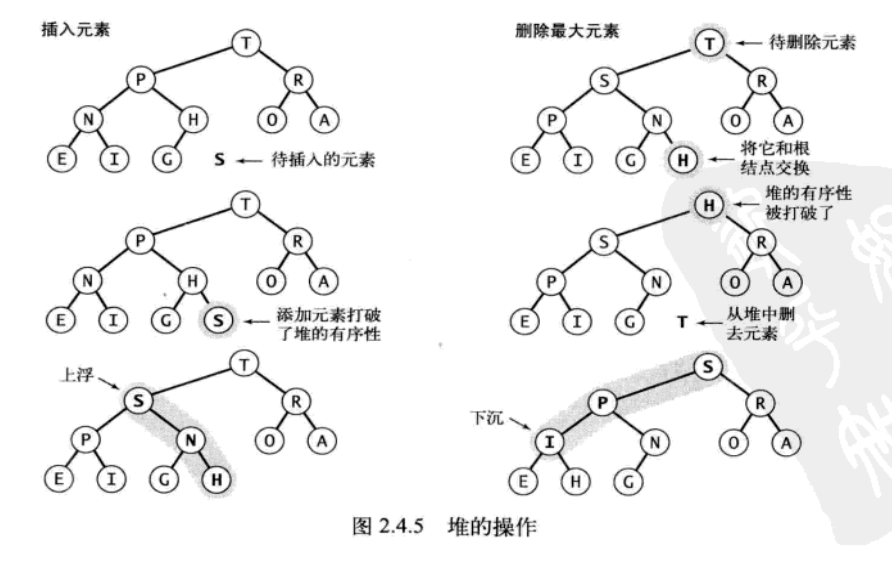 插入元素
T
P R
N H O A
E I G S ← 待插入的元素
T
P R
N H O A
E I G S ← 添加元素打破
了堆的有序性
上浮 T
S R
P N O A
E I G H
删除最大元素
T ← 待删除元素
S R
P N O A
E I G H ← 将它和根
结点交换
H ← 堆的有序性
被打破了
S R
P N O A
E I G T ← 从堆中删
去元素
S
P R
下沉 I N O A
E H G
图 2.4.5 堆的操作